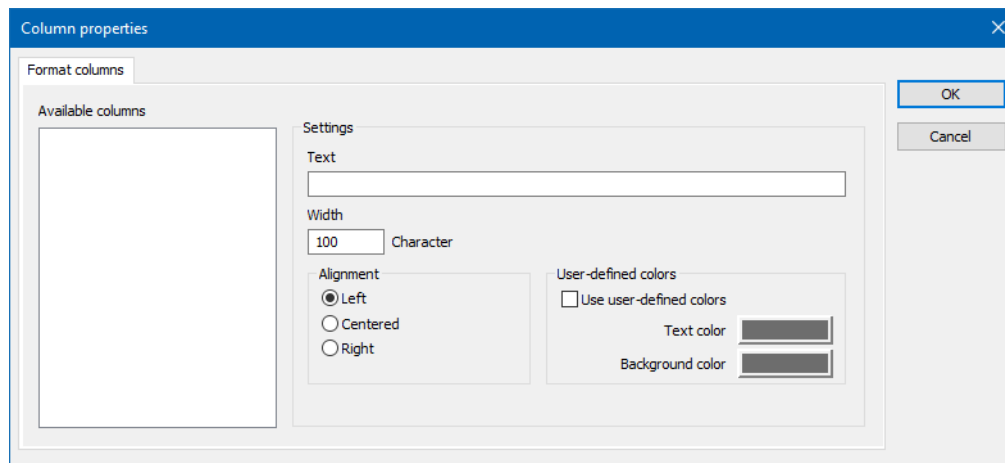 Column properties
Format columns
OK
Cancel
Available columns
Settings
Text
Width
100 Character
Alignment
Left
Centered
Right
User-defined colors
Use user-defined colors
Text color
Background color